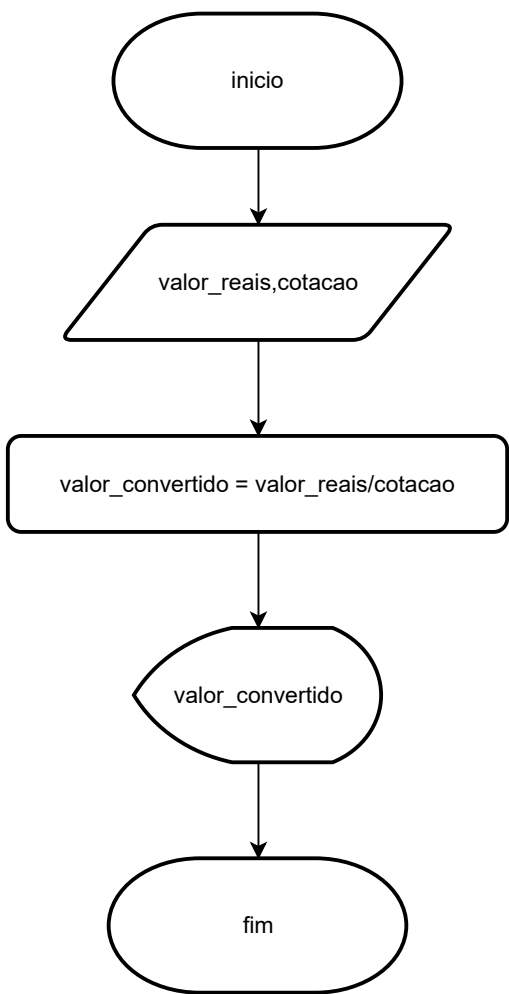 inicio
valor_reais,cotacao
valor_convertido = valor_reais/cotacao
valor_convertido
fim